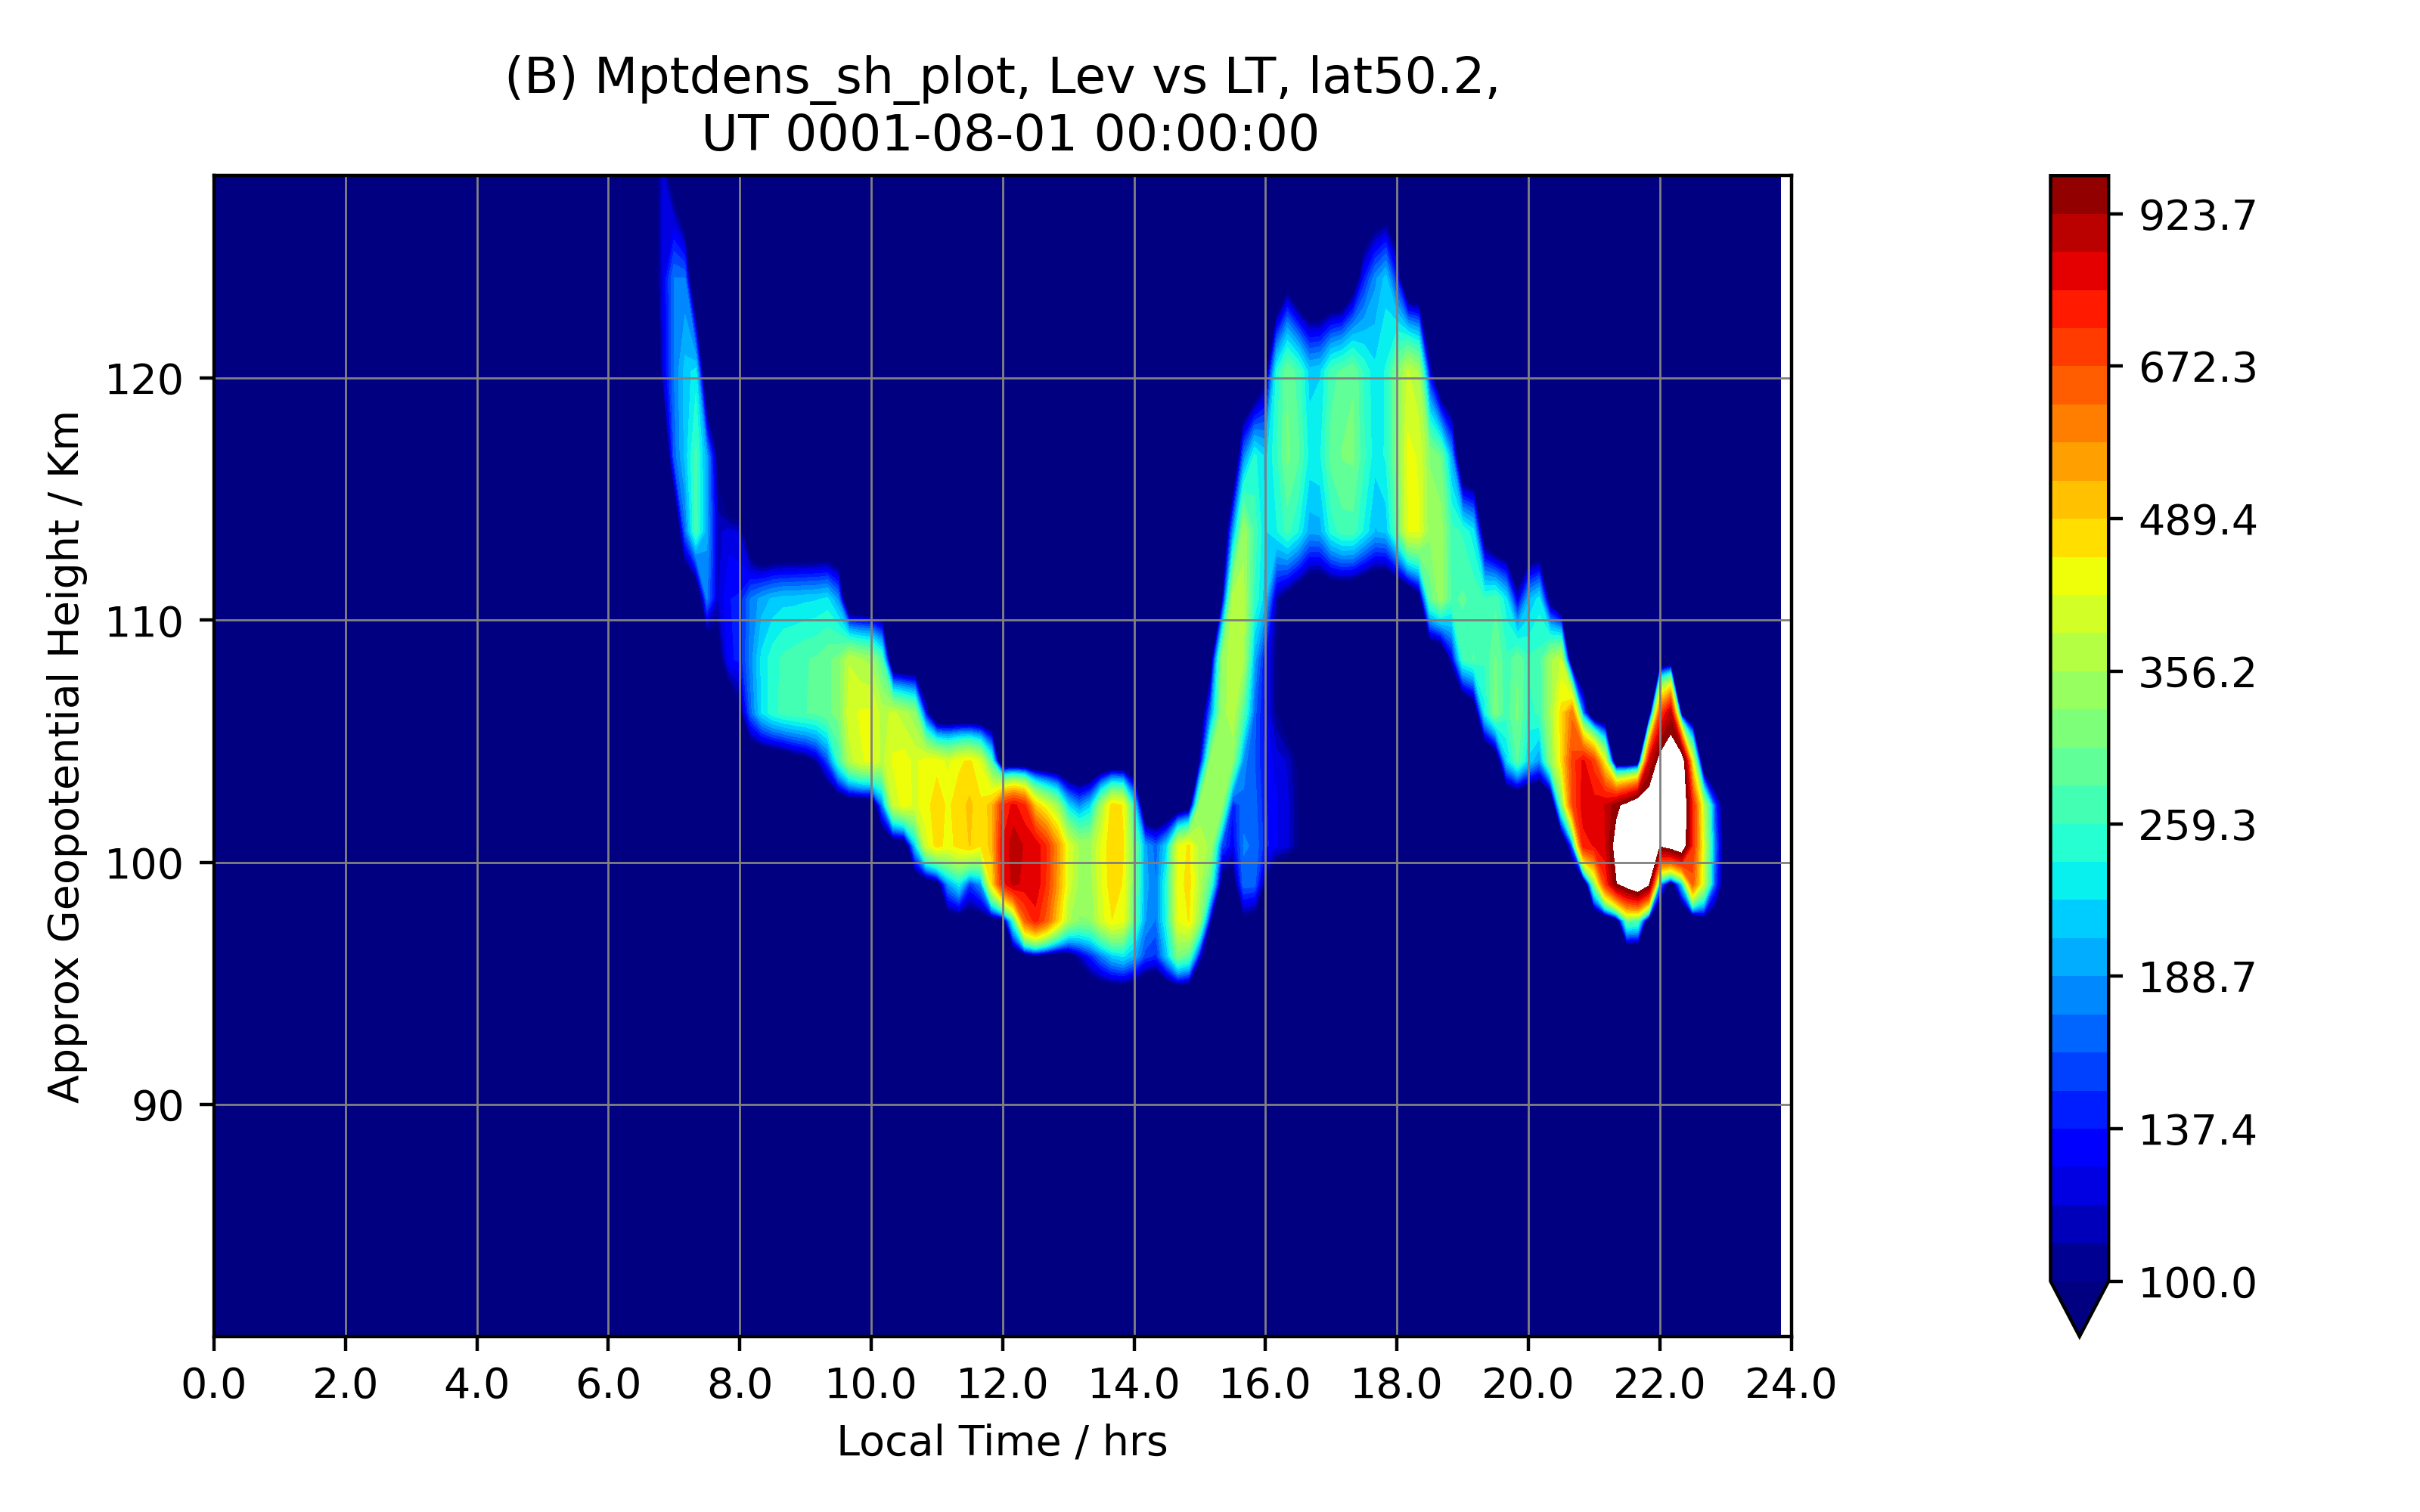 (B) Mptdens_sh_plot, Lev vs LT, lat50.2,
UT 0001-08-01 00:00:00
Approx Geopotential Height / Km
120
110
100
90
0.0 2.0 4.0 6.0 8.0 10.0 12.0 14.0 16.0 18.0 20.0 22.0 24.0
Local Time / hrs
923.7
672.3
489.4
356.2
259.3
188.7
137.4
100.0